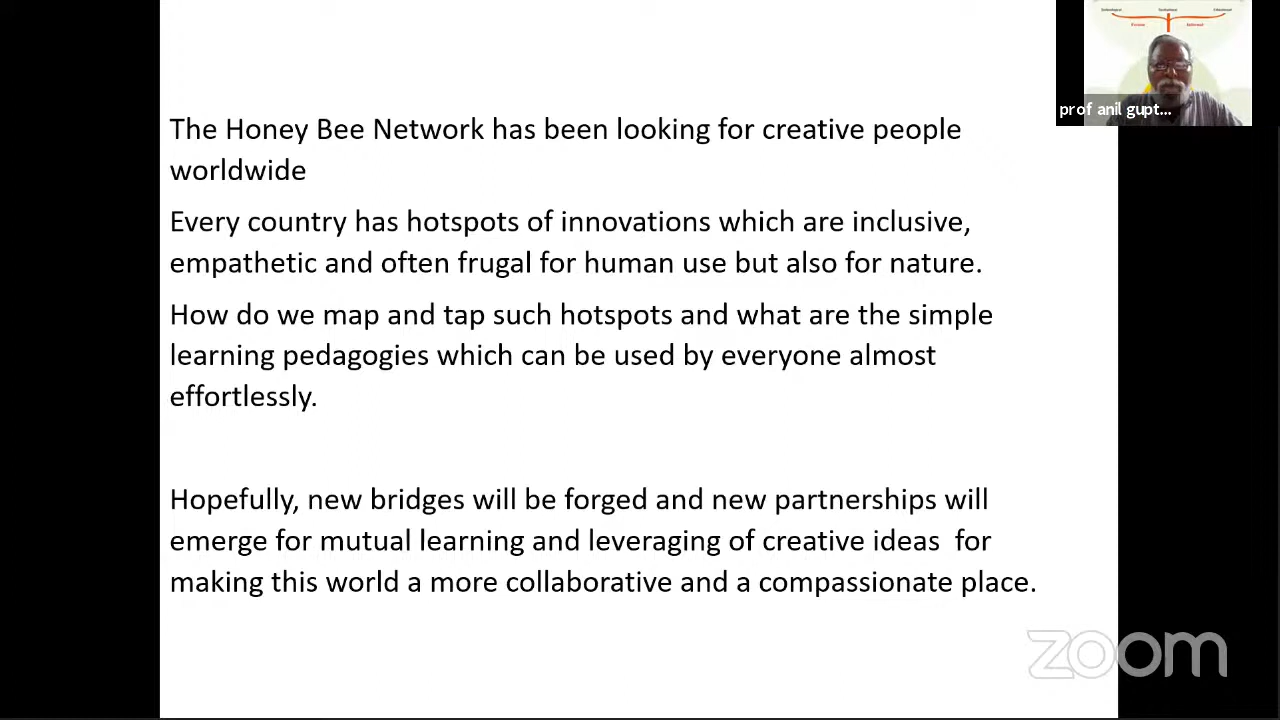 The Honey Bee Network has been looking for creative people
worldwide
Every country has hotspots of innovations which are inclusive,
empathetic and often frugal for human use but also for nature.
How do we map and tap such hotspots and what are the simple
learning pedagogies which can be used by everyone almost
effortlessly.
Hopefully, new bridges will be forged and new partnerships will
emerge for mutual learning and leveraging of creative ideas  for
making this world a more collaborative and a compassionate place.
prof anil gupt...
zoom